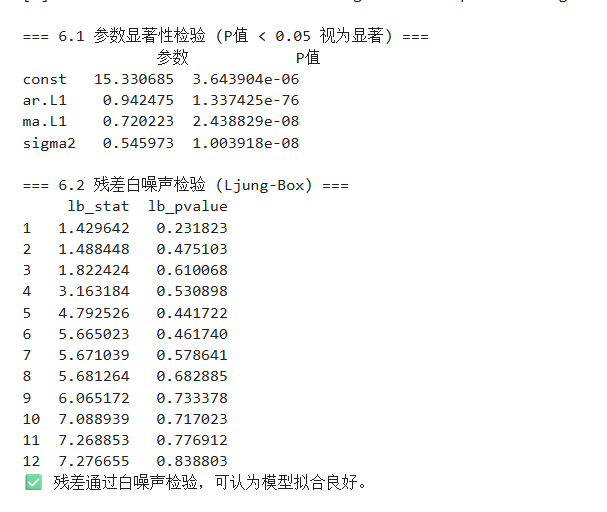 === 6.1 参数显著性检验 (P值 < 0.05 视为显著) ===
参数 P值
const 15.330685 3.643904e-06
ar.L1 0.942475 1.337425e-76
ma.L1 0.720223 2.438829e-08
sigma2 0.545973 1.003918e-08
=== 6.2 残差白噪声检验 (Ljung-Box) ===
lb_stat lb_pvalue
1 1.429642 0.231823
2 1.488448 0.475103
3 1.822424 0.610068
4 3.163184 0.530898
5 4.792526 0.441722
6 5.665023 0.461740
7 5.671039 0.578641
8 5.681264 0.682885
9 6.065172 0.733378
10 7.088939 0.717023
11 7.268853 0.776912
12 7.276655 0.838803
✅ 残差通过白噪声检验，可认为模型拟合良好。